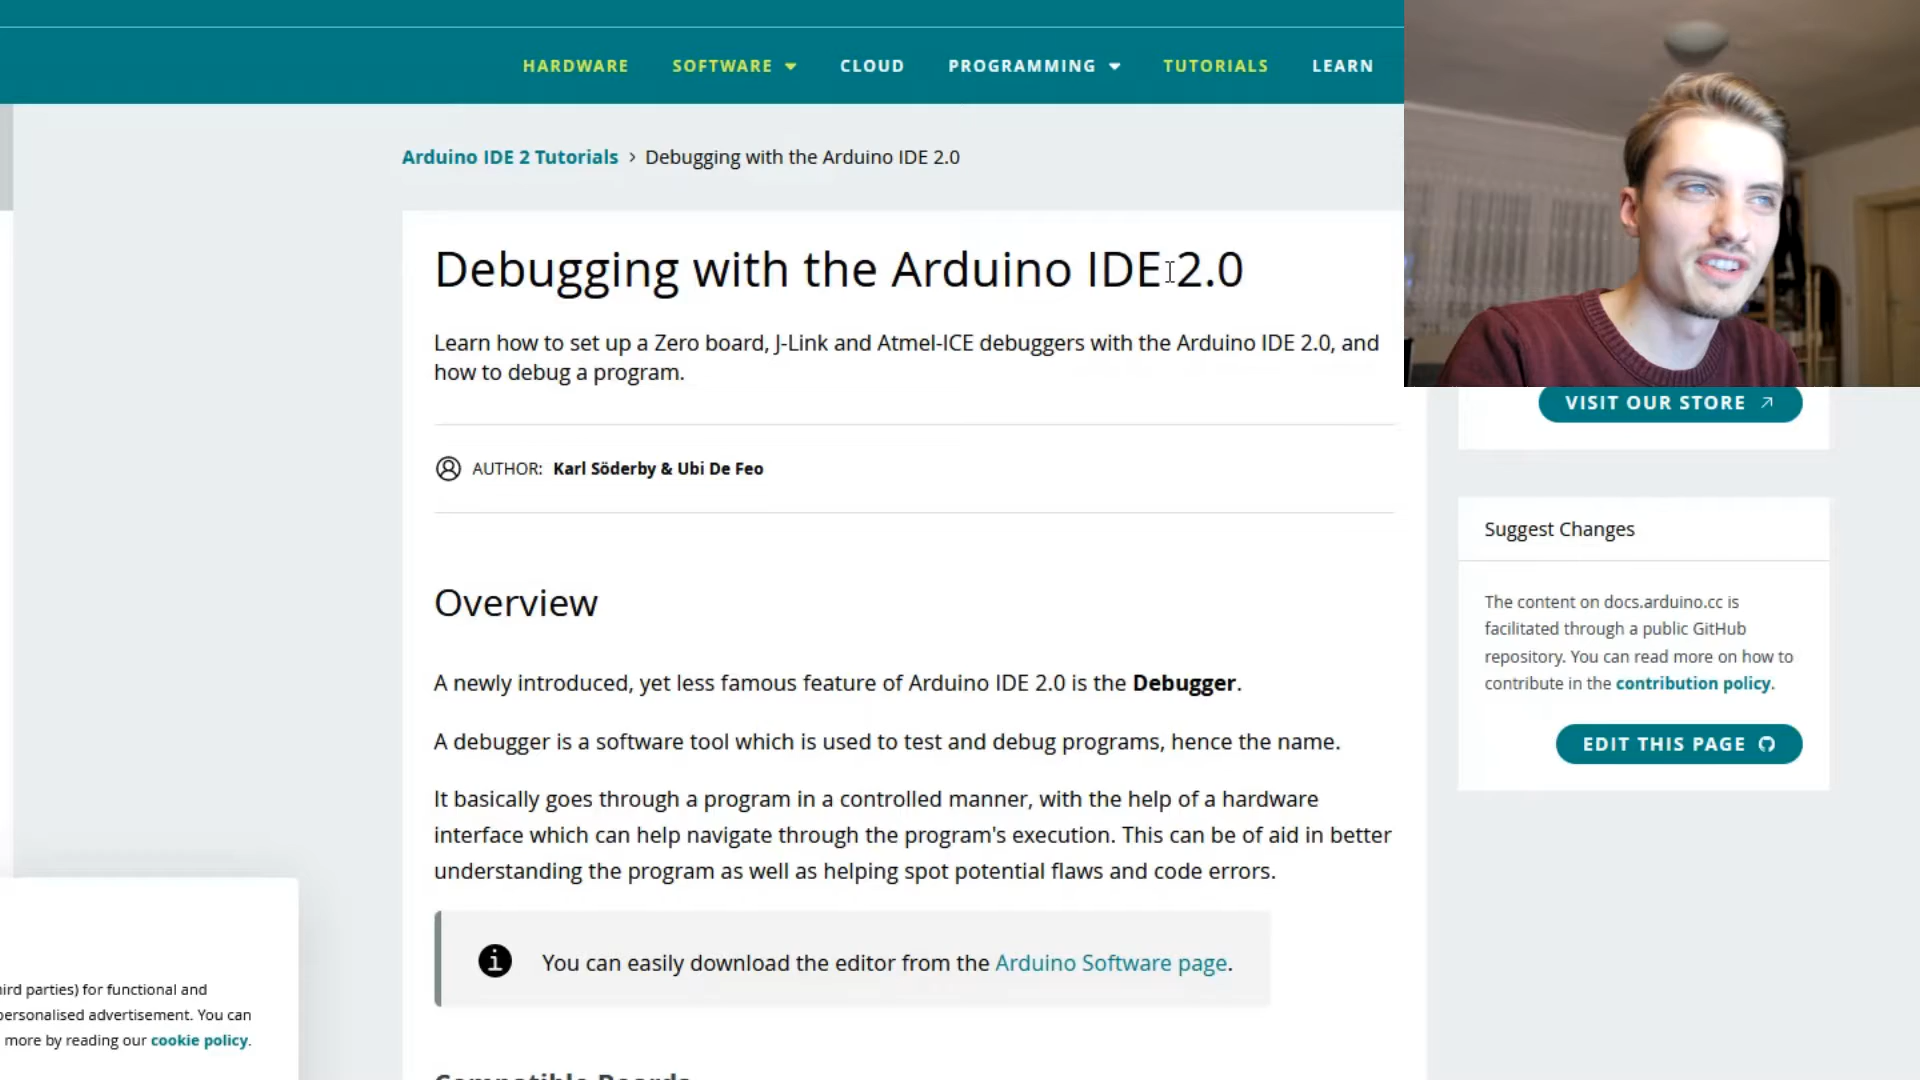 HARDWARE SOFTWARE CLOUD PROGRAMMING TUTORIALS LEARN
Arduino IDE 2 Tutorials › Debugging with the Arduino IDE 2.0
Debugging with the Arduino IDE 2.0
Learn how to set up a Zero board, J-Link and Atmel-ICE debuggers with the Arduino IDE 2.0, and
how to debug a program.
AUTHOR: Karl Söderby & Ubi De Feo
Overview
A newly introduced, yet less famous feature of Arduino IDE 2.0 is the Debugger.
A debugger is a software tool which is used to test and debug programs, hence the name.
It basically goes through a program in a controlled manner, with the help of a hardware
interface which can help navigate through the program's execution. This can be of aid in better
understanding the program as well as helping spot potential flaws and code errors.
You can easily download the editor from the Arduino Software page.
Compatible Boards
VISIT OUR STORE
Suggest Changes
The content on docs.arduino.cc is
facilitated through a public GitHub
repository. You can read more on how to
contribute in the contribution policy.
EDIT THIS PAGE
parties) for functional and
personalised advertisement. You can
more by reading our cookie policy.